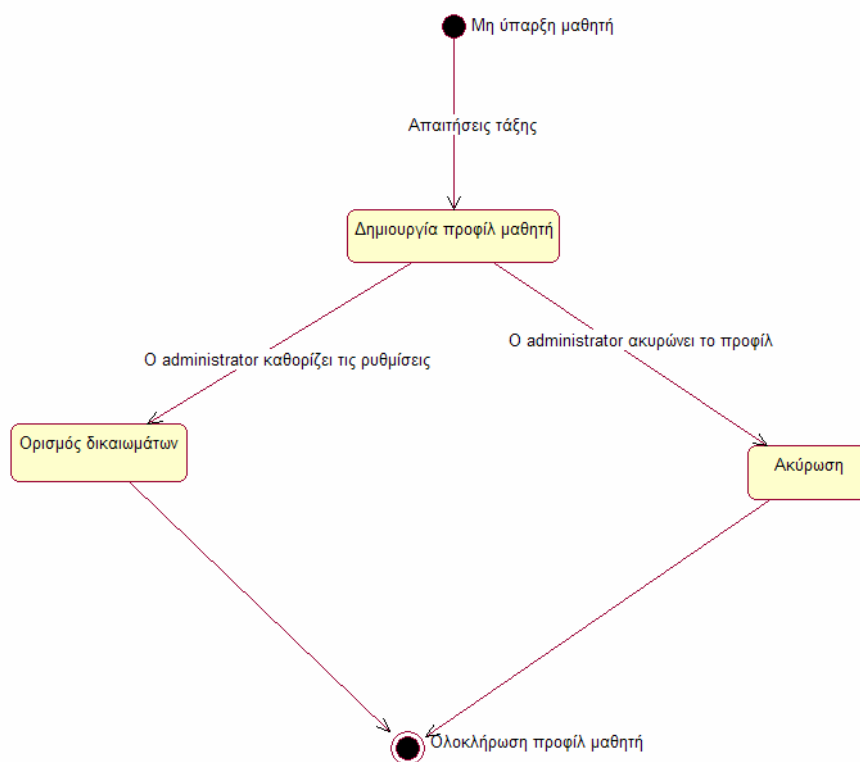 Μη ύπαρξη μαθητή
Απαιτήσεις τάξης
Δημιουργία προφίλ μαθητή
Ο administrator ακυρώνει το προφίλ
Ο administrator καθορίζει τις ρυθμίσεις
Ορισμός δικαιωμάτων
Ακύρωση
Ολοκλήρωση προφίλ μαθητή